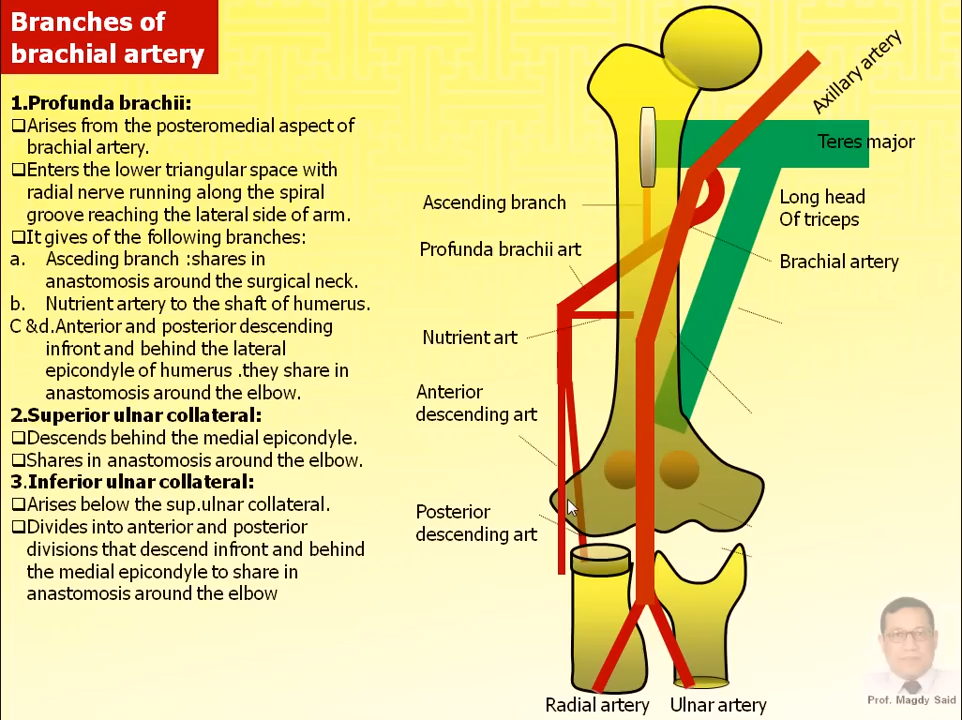 Branches of
brachial artery
1.Profunda brachii:
❑Arises from the posteromedial aspect of
brachial artery.
❑Enters the lower triangular space with
radial nerve running along the spiral
groove reaching the lateral side of arm.
❑It gives of the following branches:
a. Asceding branch :shares in
anastomosis around the surgical neck.
b. Nutrient artery to the shaft of humerus.
C &d.Anterior and posterior descending
infront and behind the lateral
epicondyle of humerus .they share in
anastomosis around the elbow.
2.Superior ulnar collateral:
❑Descends behind the medial epicondyle.
❑Shares in anastomosis around the elbow.
3.Inferior ulnar collateral:
❑Arises below the sup.ulnar collateral.
❑Divides into anterior and posterior
divisions that descend infront and behind
the medial epicondyle to share in
anastomosis around the elbow
Axillary artery
Teres major
Long head
Of triceps
Ascending branch
Profunda brachii art
Brachial artery
Nutrient art
Anterior
descending art
Posterior
descending art
Radial artery
Ulnar artery
Prof. Magdy Said